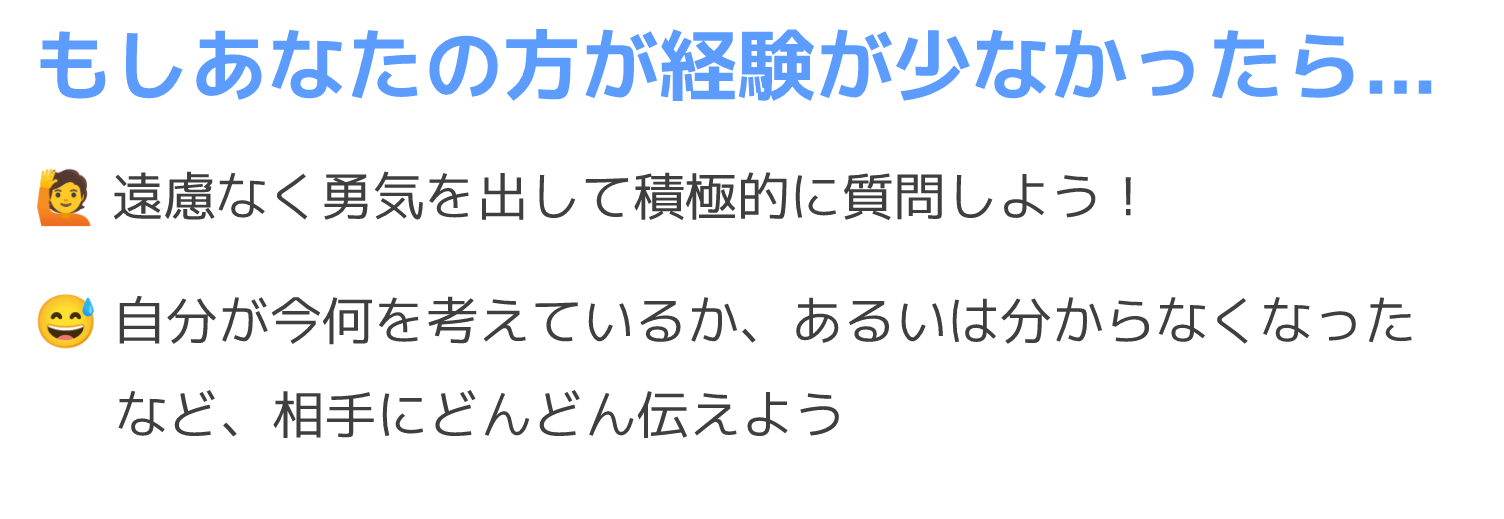 もしあなたの方が経験が少なかったら...
🙋 遠慮なく勇気を出して積極的に質問しよう！
😅 自分が今何を考えているか、あるいは分からなくなった
など、相手にどんどん伝えよう